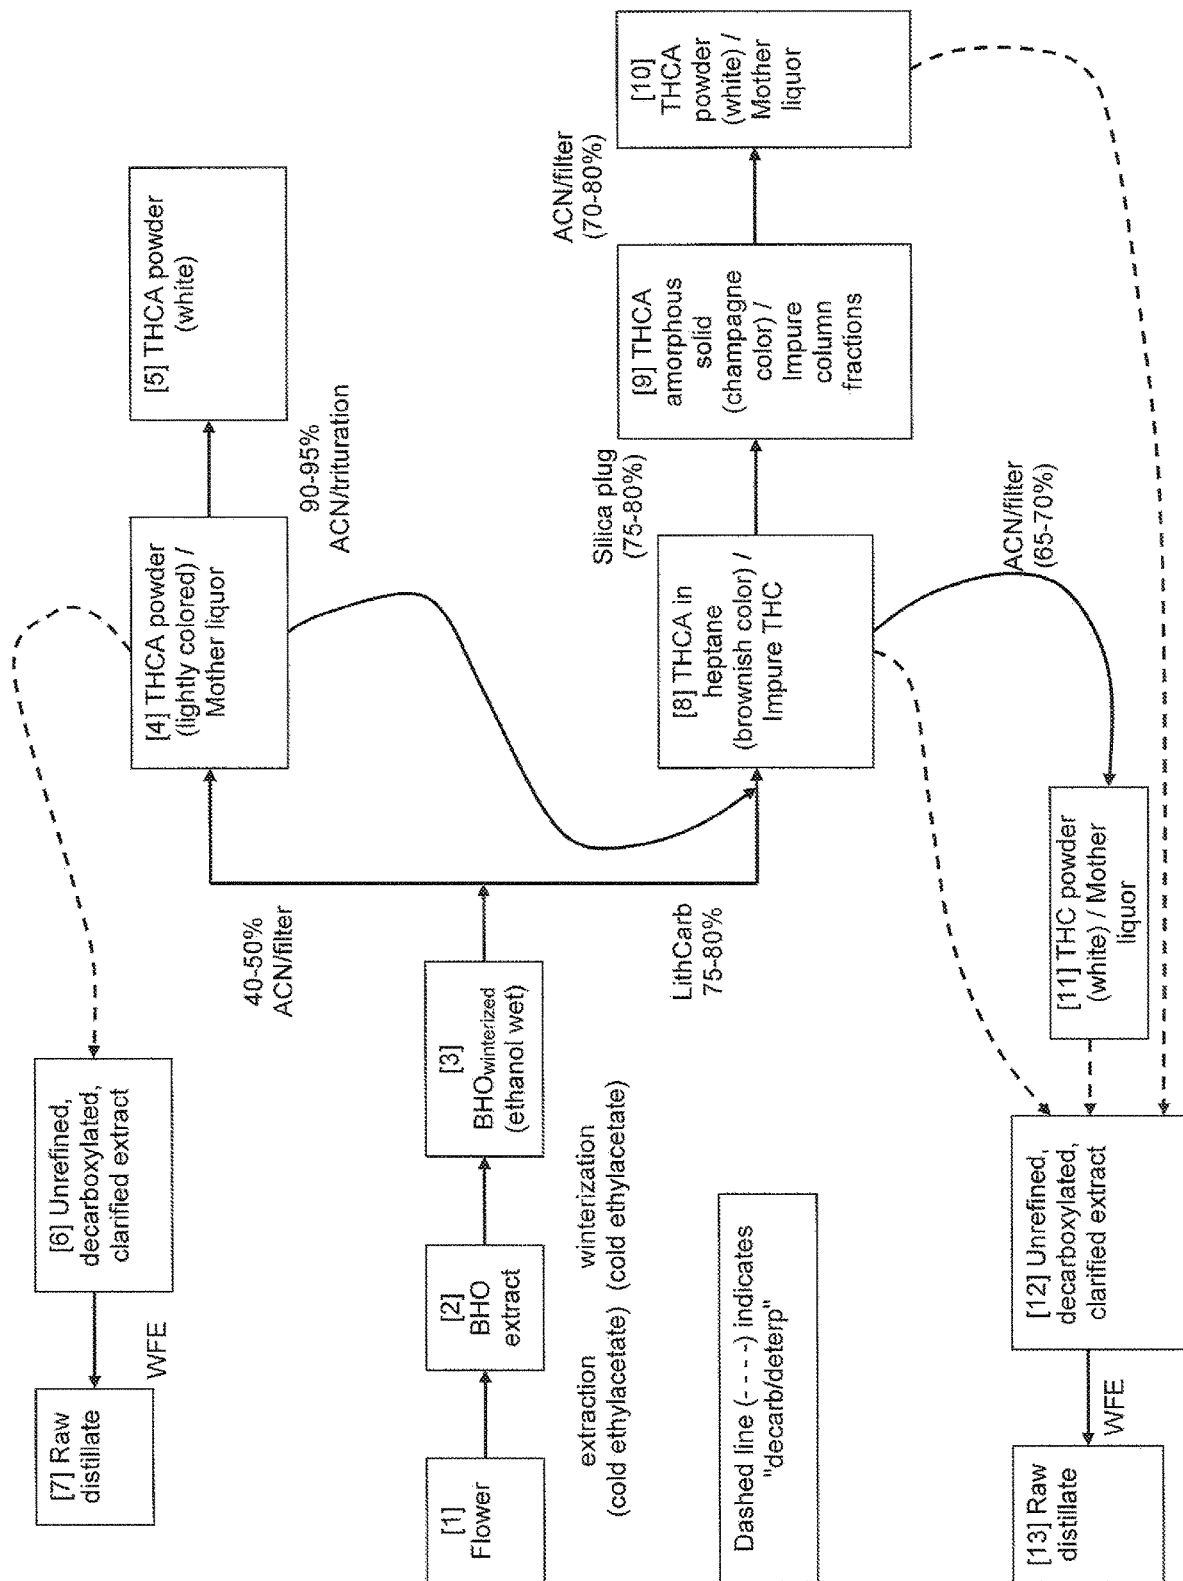 [1]
Flower
extraction
(cold ethylacetate)
[2]
BHO
extract
winterization
(cold ethylacetate)
[3]
BHOwinterized
(ethanol wet)
40-50%
ACN/filter
LithCarb
75-80%
[4] THCA powder
(lightly colored) /
Mother liquor
90-95%
ACN/trituration
[5] THCA powder
(white)
[6] Unrefined,
decarboxylated,
clarified extract
WFE
[7] Raw
distillate
[8] THCA in
heptane
(brownish color) /
Impure THC
Silica plug
(75-80%)
[9] THCA
amorphous
solid
(champagne
color) /
Impure
column
fractions
ACN/filter
(70-80%)
[10]
THCA
powder
(white) /
Mother
liquor
ACN/filter
(65-70%)
[11] THC powder
(white) / Mother
liquor
[12] Unrefined,
decarboxylated,
clarified extract
WFE
[13] Raw
distillate
Dashed line (- - -) indicates
"decarb/deterp"